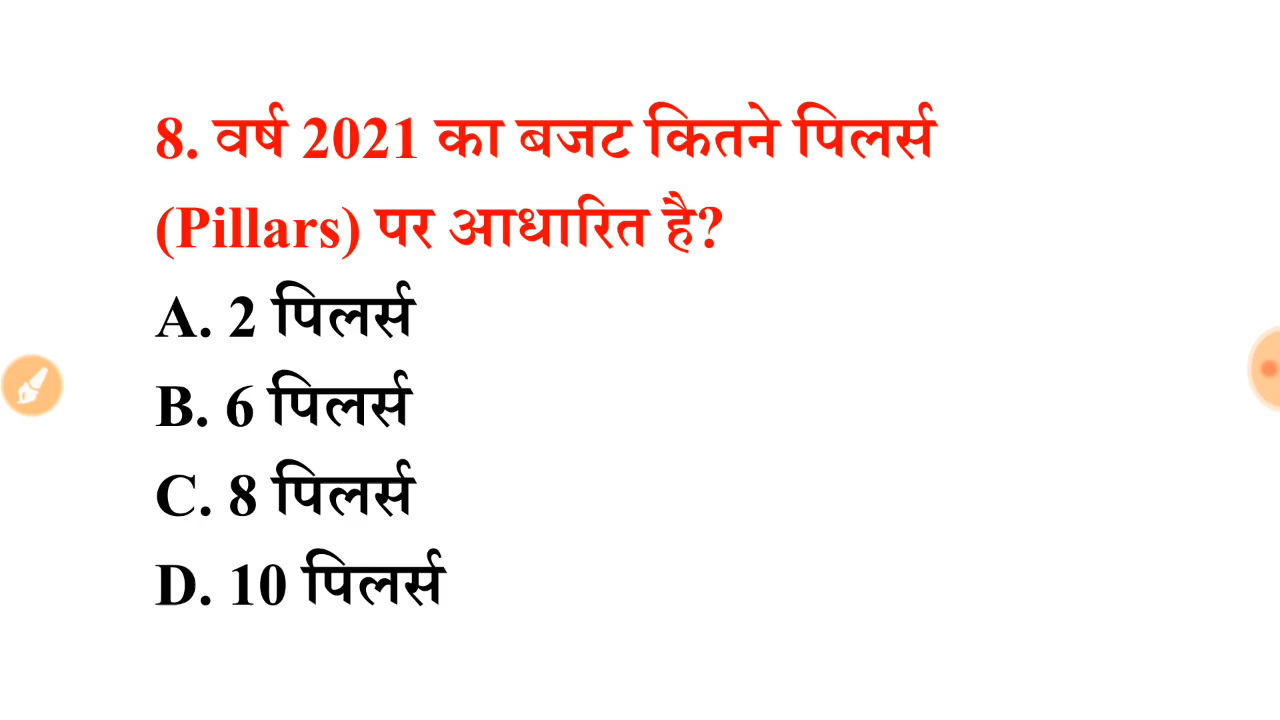 8. वर्ष 2021 का बजट कितने पिलर्स
(Pillars) पर आधारित है?
A. 2 पिलर्स
B. 6 पिलर्स
C. 8 पिलर्स
D. 10 पिलर्स